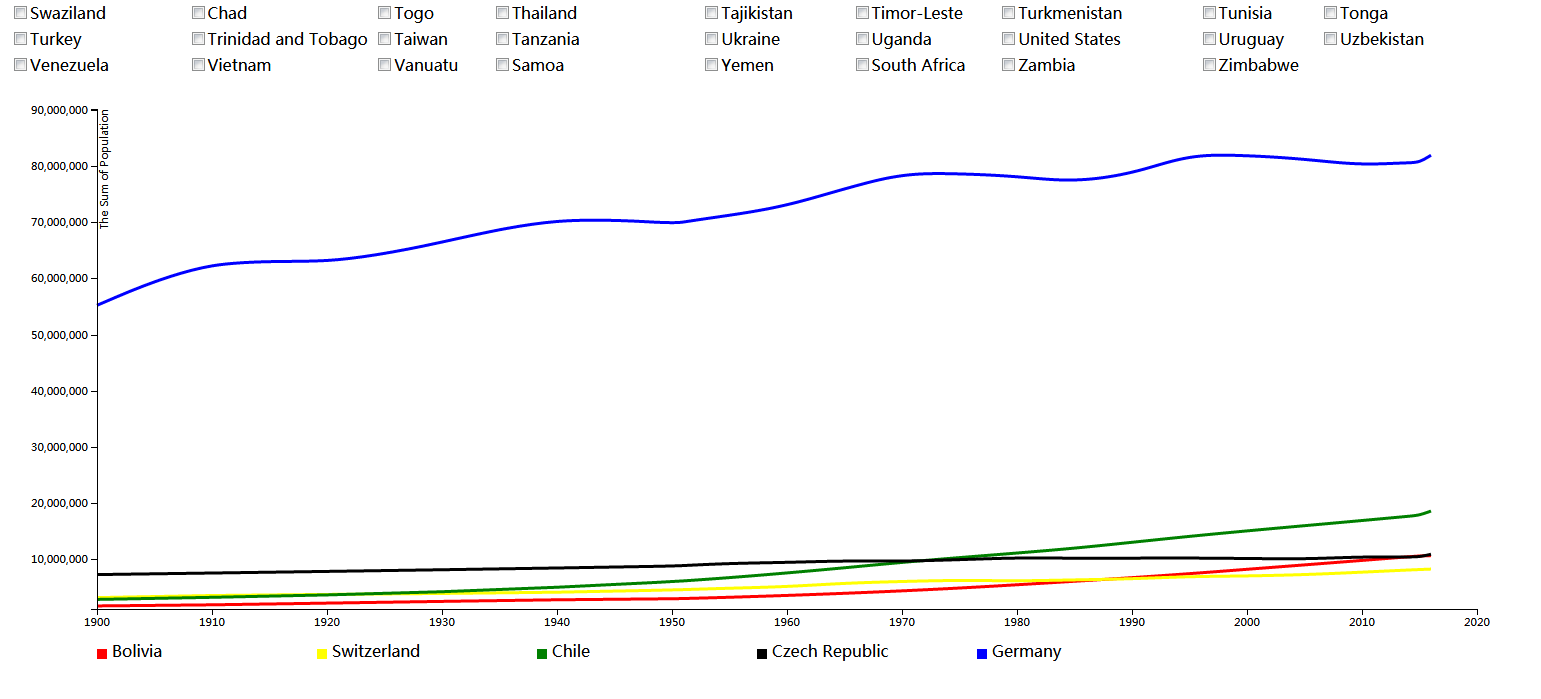 Swaziland Chad Togo Thailand Tajikistan Timor-Leste Turkmenistan Tunisia Tonga
Turkey Trinidad and Tobago Taiwan Tanzania Ukraine Uganda United States Uruguay Uzbekistan
Venezuela Vietnam Vanuatu Samoa Yemen South Africa Zambia Zimbabwe
The Sum of Population
90,000,000
80,000,000
70,000,000
60,000,000
50,000,000
40,000,000
30,000,000
20,000,000
10,000,000
1900 1910 1920 1930 1940 1950 1960 1970 1980 1990 2000 2010 2020
Bolivia Switzerland Chile Czech Republic Germany